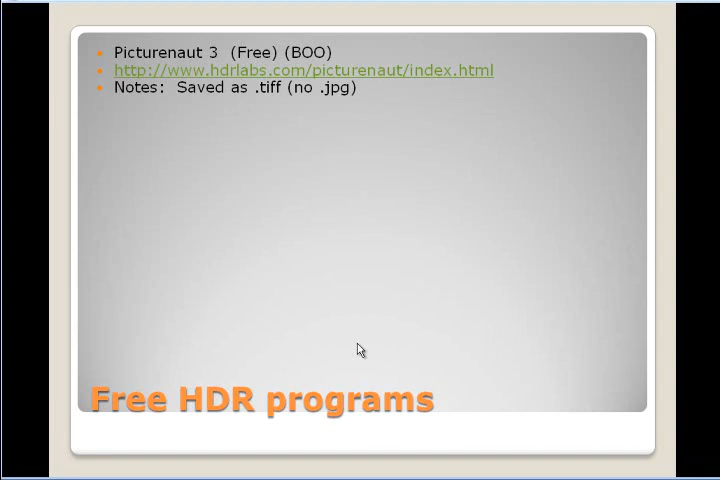 Picturenaut 3  (Free) (BOO)
http://www.hdrlabs.com/picturenaut/index.html
Notes:  Saved as .tiff (no .jpg)
Free HDR programs